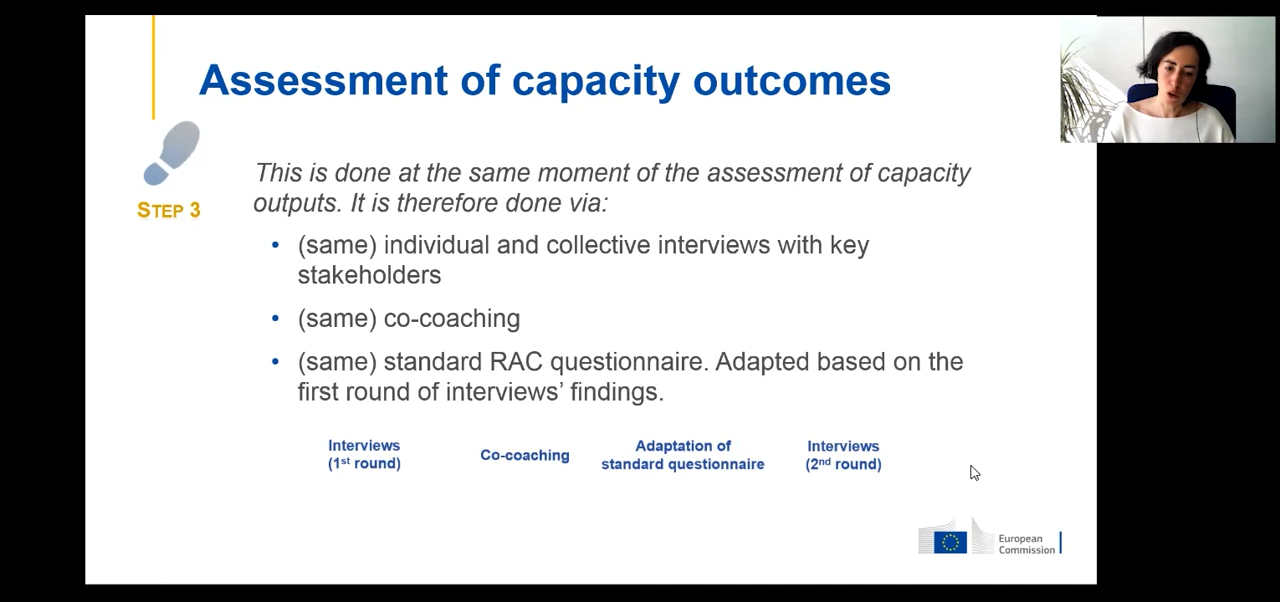 Assessment of capacity outcomes
STEP 3
This is done at the same moment of the assessment of capacity
outputs. It is therefore done via:
• (same) individual and collective interviews with key
stakeholders
• (same) co-coaching
• (same) standard RAC questionnaire. Adapted based on the
first round of interviews’ findings.
Interviews
(1st round)
Co-coaching
Adaptation of
standard questionnaire
Interviews
(2nd round)
European
Commission